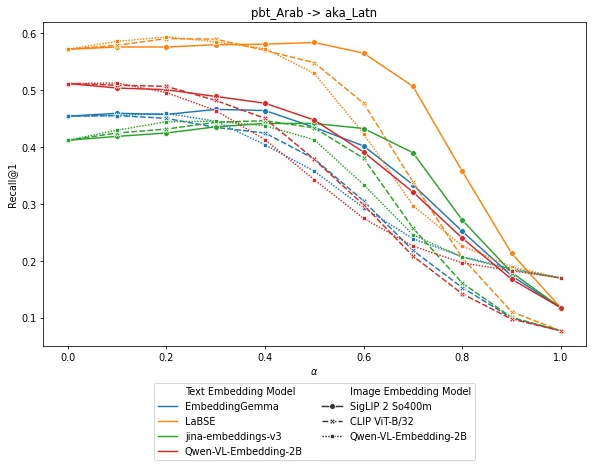 pbt_Arab -> aka_Latn
Recall@1
0.6
0.5
0.4
0.3
0.2
0.1
0.0 0.2 0.4 0.6 0.8 1.0
α
Text Embedding Model
EmbeddingGemma
LaBSE
jina-embeddings-v3
Qwen-VL-Embedding-2B
Image Embedding Model
SigLIP 2 So400m
CLIP ViT-B/32
Qwen-VL-Embedding-2B